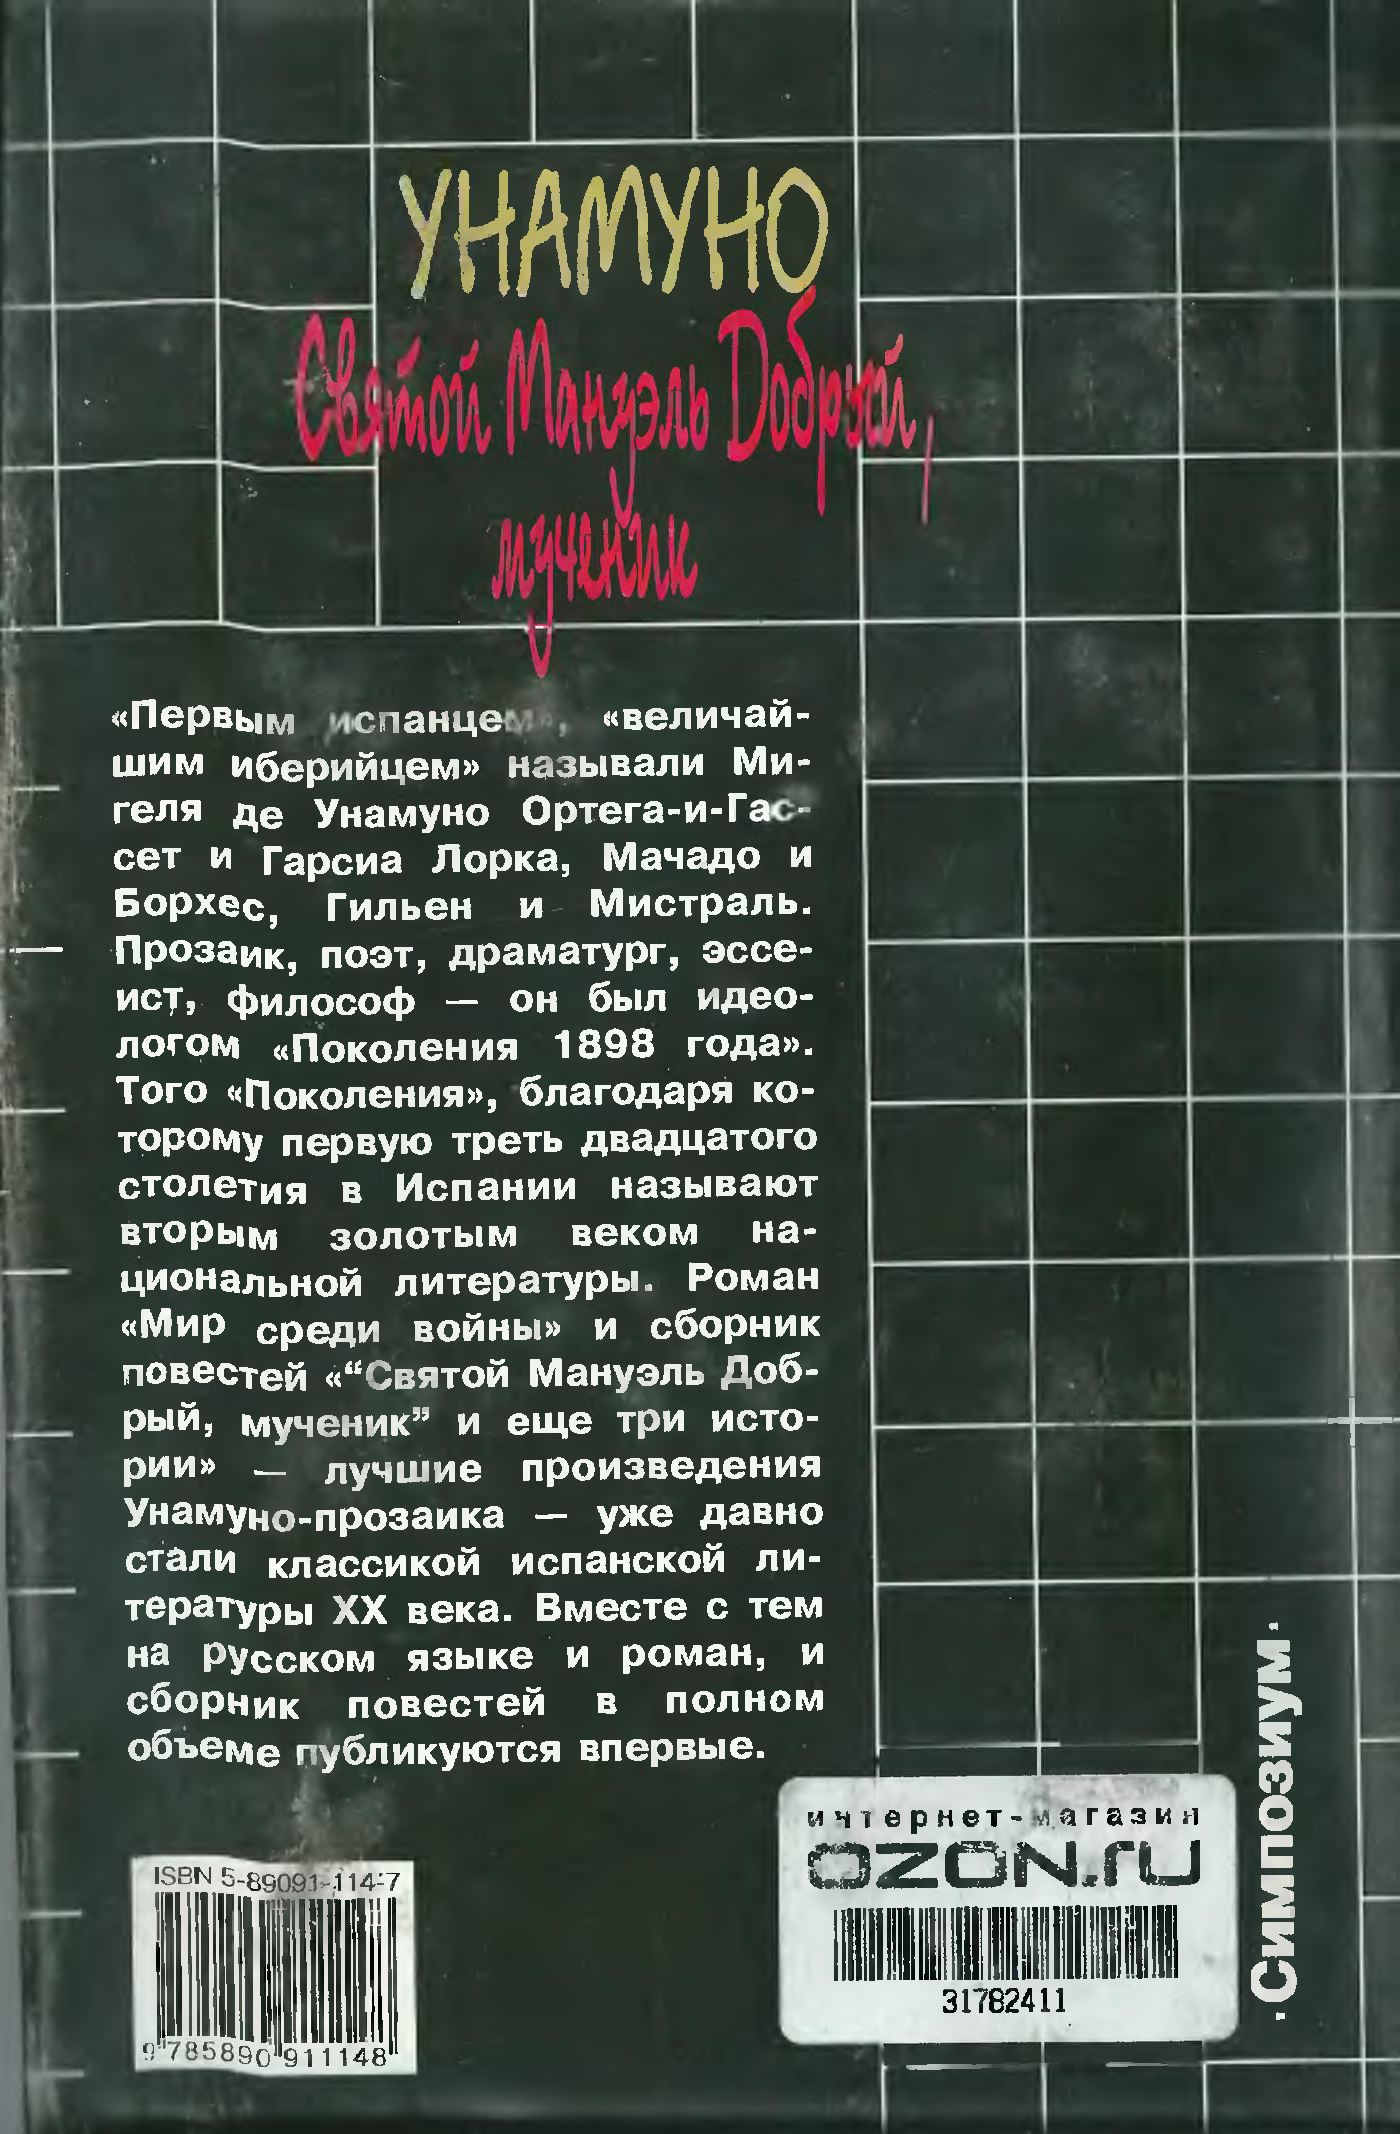 УНАМУНО
Святой Мануэль Добрый,
мученик
«Первым испанцем», «величай-
шим иберийцем» называли Ми-
геля де Унамуно Ортега-и-Гас-
сет и Гарсиа Лорка, Мачадо и
Борхес, Гильен и Мистраль.
Прозаик, поэт, драматург, эссе-
ист, философ — он был идео-
логом «Поколения 1898 года».
Того «Поколения», благодаря ко-
торому первую треть двадцатого
столетия в Испании называют
вторым золотым веком на-
циональной литературы. Роман
«Мир среди войны» и сборник
повестей «“Святой Мануэль Доб-
рый, мученик” и еще три исто-
рии» — лучшие произведения
Унамуно-прозаика — уже давно
стали классикой испанской ли-
тературы XX века. Вместе с тем
на русском языке и роман, и
сборник повестей в полном
объеме публикуются впервые.
ISBN 5-89091-114-7
9 785890 911148
интернет-магазин
OZON.ru
31782411
·Симпозиум·